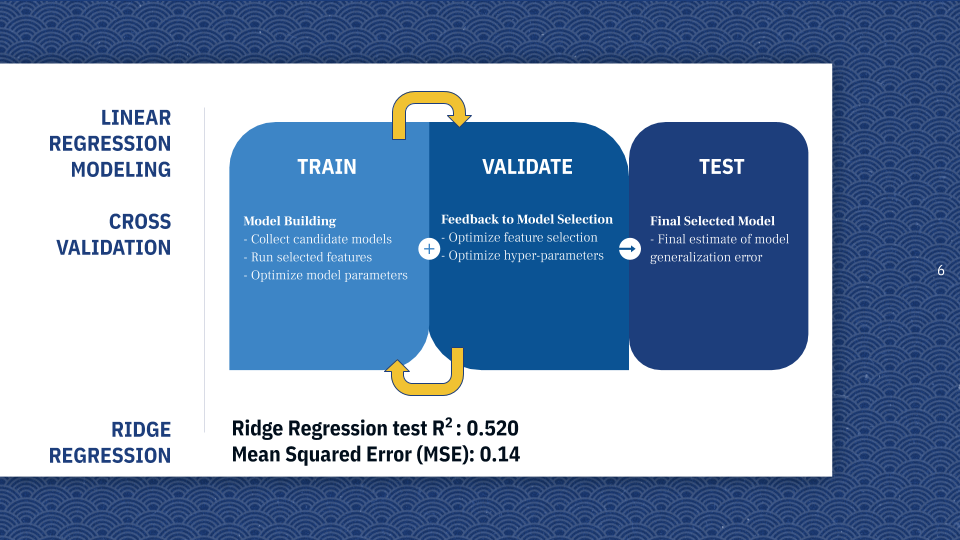 LINEAR
REGRESSION
MODELING
CROSS
VALIDATION
TRAIN
Model Building
- Collect candidate models
- Run selected features
- Optimize model parameters
+
VALIDATE
Feedback to Model Selection
- Optimize feature selection
- Optimize hyper-parameters
TEST
Final Selected Model
- Final estimate of model
generalization error
6
RIDGE
REGRESSION
Ridge Regression test R² : 0.520
Mean Squared Error (MSE): 0.14